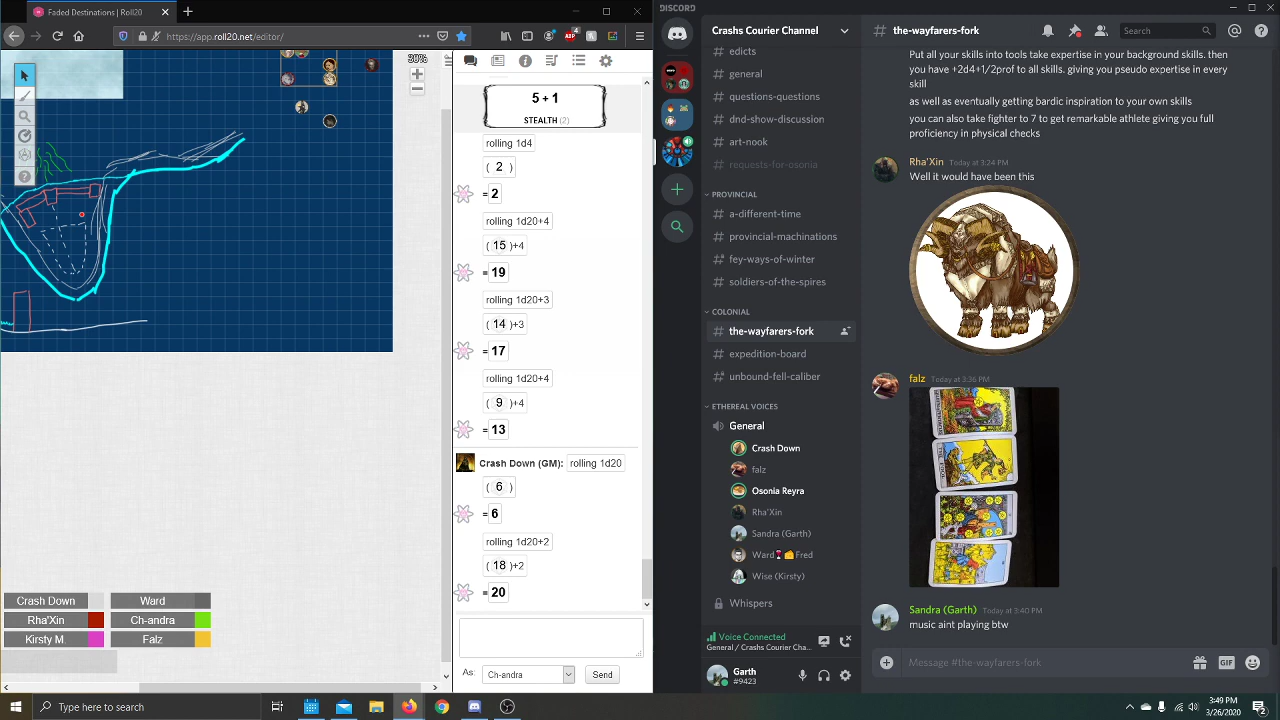 Faded Destinations | Roll20
https://app.roll20.net/editor/
30%
5 + 1
STEALTH (2)
rolling 1d4
( 2 )
= 2
rolling 1d20+4
( 15 )+4
= 19
rolling 1d20+3
( 14 )+3
= 17
rolling 1d20+4
( 9 )+4
= 13
Crash Down (GM): rolling 1d20
( 6 )
= 6
rolling 1d20+2
( 18 )+2
= 20
As: Ch-andra
Send
Crash Down
Ward
Rha'Xin
Ch-andra
Kirsty M.
Falz
DISCORD
Crashs Courier Channel
# edicts
# general
# questions-questions
# dnd-show-discussion
# art-nook
# requests-for-osonia
PROVINCIAL
# a-different-time
# provincial-machinations
# fey-ways-of-winter
# soldiers-of-the-spires
COLONIAL
# the-wayfarers-fork
# expedition-board
# unbound-fell-caliber
ETHEREAL VOICES
General
Crash Down
falz
Osonia Reyra
Rha'Xin
Sandra (Garth)
Ward Fred
Wise (Kirsty)
Whispers
Voice Connected
General / Crashs Courier Cha...
Garth
#9423
# the-wayfarers-fork
Search
Put all your skills into tools take expertise in your background skills. then
you have +2d4+1/2prof to all skills. giving you pseudo expertise in every
skill
as well as eventually getting bardic inspiration to your own skills
you can also take fighter to 7 to get remarkable athlete giving you full
proficiency in physical checks
Rha'Xin Today at 3:24 PM
Well it would have been this
falz Today at 3:36 PM
Sandra (Garth) Today at 3:40 PM
music aint playing btw
Message #the-wayfarers-fork
GIF
Type here to search
3:49 PM
3/26/2020